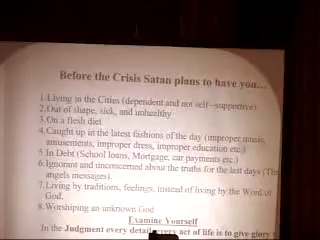 Before the Crisis Satan plans to have you...
1.Living in the Cities (dependent and not self-supportive)
2.Out of shape, sick, and unhealthy
3.On a flesh diet
4.Caught up in the latest fashions of the day (improper music,
amusements, improper dress, improper education etc.)
5.In Debt (School loans, Mortgage, car payments etc.)
6.Ignorant and unconcerned about the truths for the last days (Th
angels messages).
7.Living by traditions, feelings, instead of living by the Word of
God.
8.Worshiping an unknown God
Examine Yourself
In the Judgment every detail every act of life is to give glory